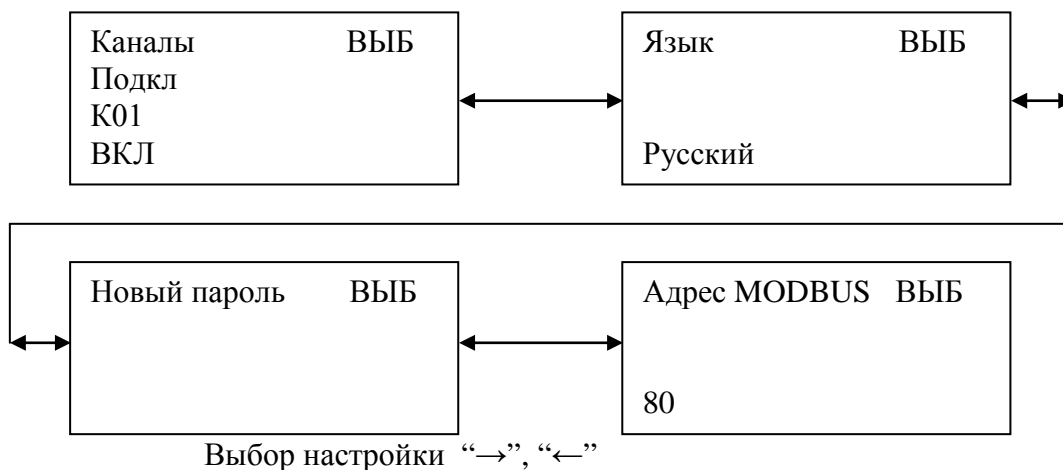 Каналы ВЫБ
Подкл
К01
ВКЛ
Язык ВЫБ
Русский
Новый пароль ВЫБ
Адрес MODBUS ВЫБ
80
Выбор настройки “→”, “←”